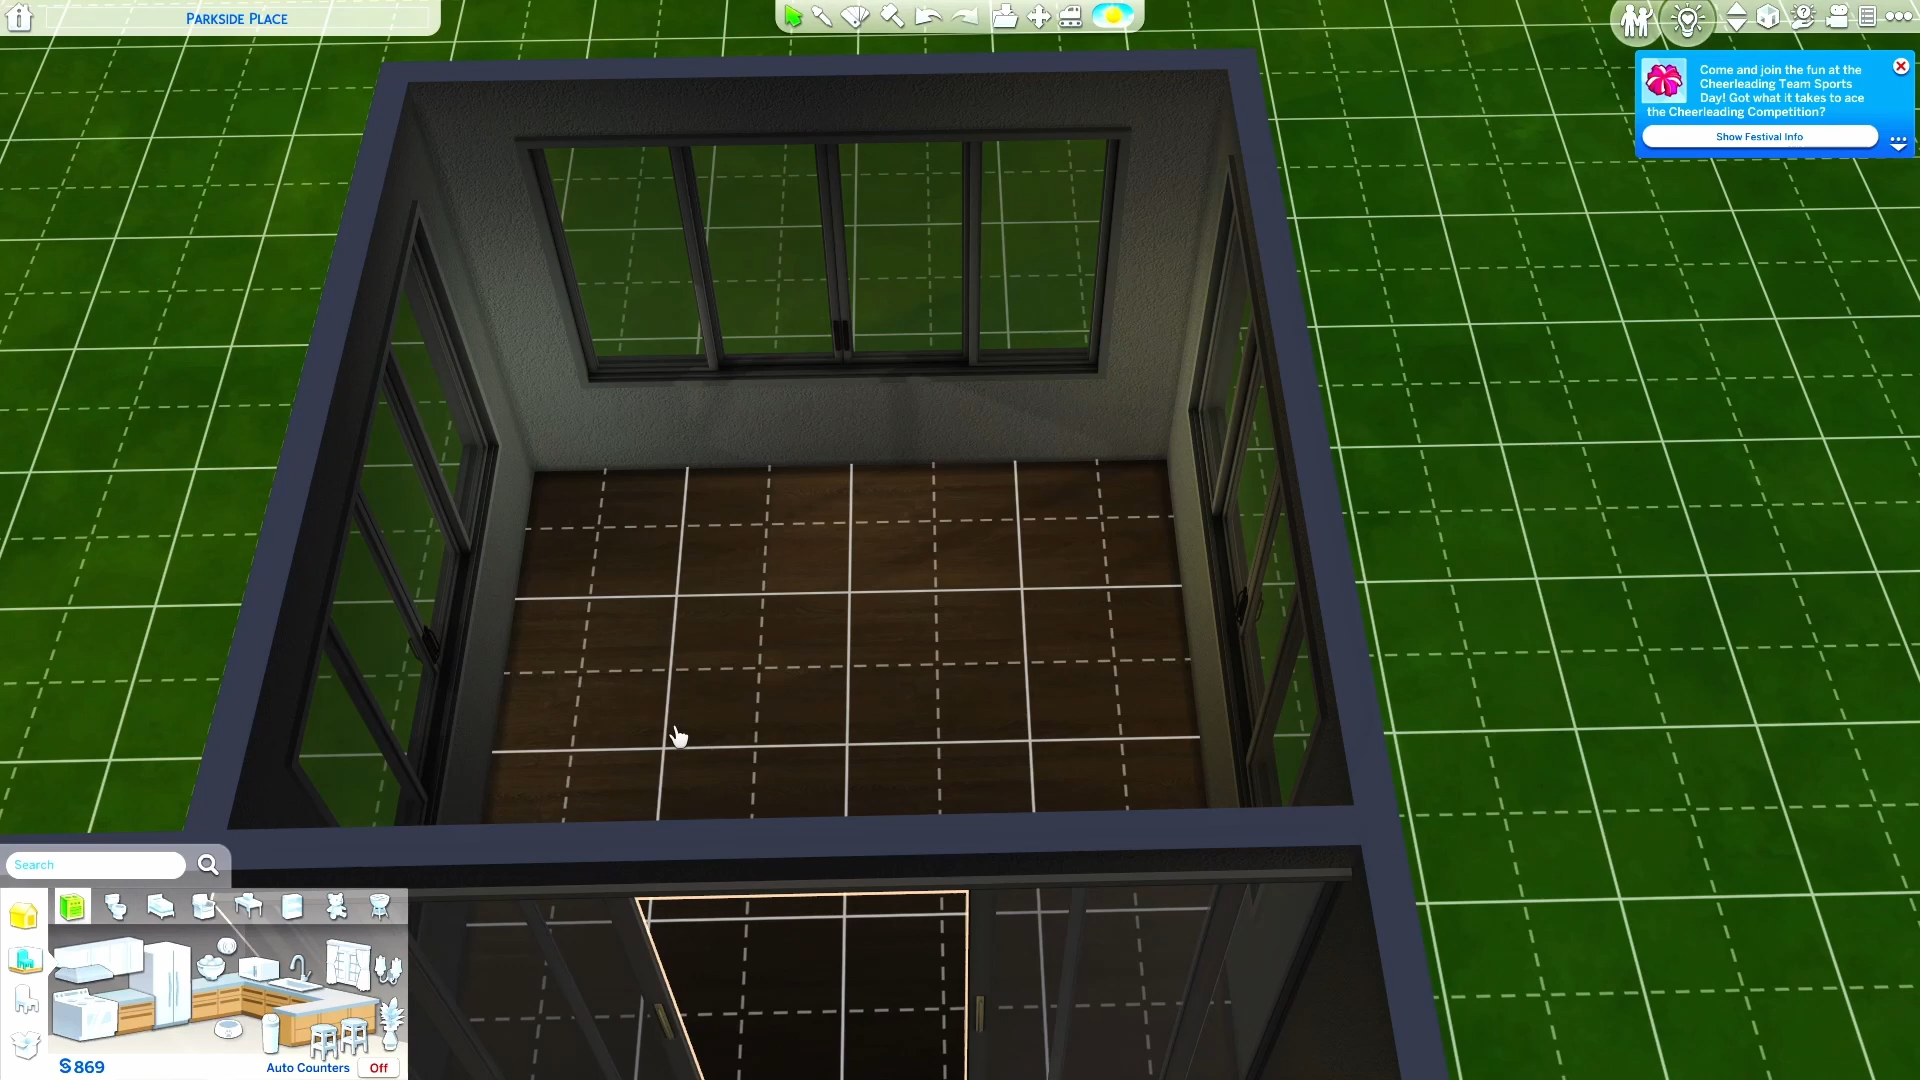 PARKSIDE PLACE
Come and join the fun at the
Cheerleading Team Sports
Day! Got what it takes to ace
the Cheerleading Competition?
Show Festival Info
Search
§869
Auto Counters Off